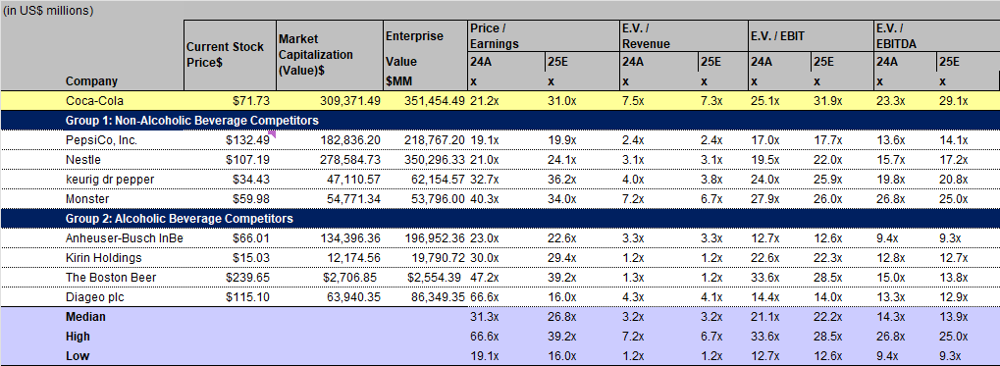 (in US$ millions)
Price / Earnings E.V. / Revenue E.V. / EBIT E.V. / EBITDA
Company Current Stock Price$ Market Capitalization (Value)$ Enterprise Value $MM 24A x 25E x 24A x 25E x 24A x 25E x 24A x 25E x
Coca-Cola $71.73 309,371.49 351,454.49 21.2x 31.0x 7.5x 7.3x 25.1x 31.9x 23.3x 29.1x
Group 1: Non-Alcoholic Beverage Competitors
PepsiCo, Inc. $132.49 182,836.20 218,767.20 19.1x 19.9x 2.4x 2.4x 17.0x 17.7x 13.6x 14.1x
Nestle $107.19 278,584.73 350,296.33 21.0x 24.1x 3.1x 3.1x 19.5x 22.0x 15.7x 17.2x
keurig dr pepper $34.43 47,110.57 62,154.57 32.7x 36.2x 4.0x 3.8x 24.0x 25.9x 19.8x 20.8x
Monster $59.98 54,771.34 53,796.00 40.3x 34.0x 7.2x 6.7x 27.9x 26.0x 26.8x 25.0x
Group 2: Alcoholic Beverage Competitors
Anheuser-Busch InBe $66.01 134,396.36 196,952.36 23.0x 22.6x 3.3x 3.3x 12.7x 12.6x 9.4x 9.3x
Kirin Holdings $15.03 12,174.56 19,790.72 30.0x 29.4x 1.2x 1.2x 22.6x 22.3x 12.8x 12.7x
The Boston Beer $239.65 $2,706.85 $2,554.39 47.2x 39.2x 1.3x 1.2x 33.6x 28.5x 15.0x 13.8x
Diageo plc $115.10 63,940.35 86,349.35 66.6x 16.0x 4.3x 4.1x 14.4x 14.0x 13.3x 12.9x
Median 31.3x 26.8x 3.2x 3.2x 21.1x 22.2x 14.3x 13.9x
High 66.6x 39.2x 7.2x 6.7x 33.6x 28.5x 26.8x 25.0x
Low 19.1x 16.0x 1.2x 1.2x 12.7x 12.6x 9.4x 9.3x